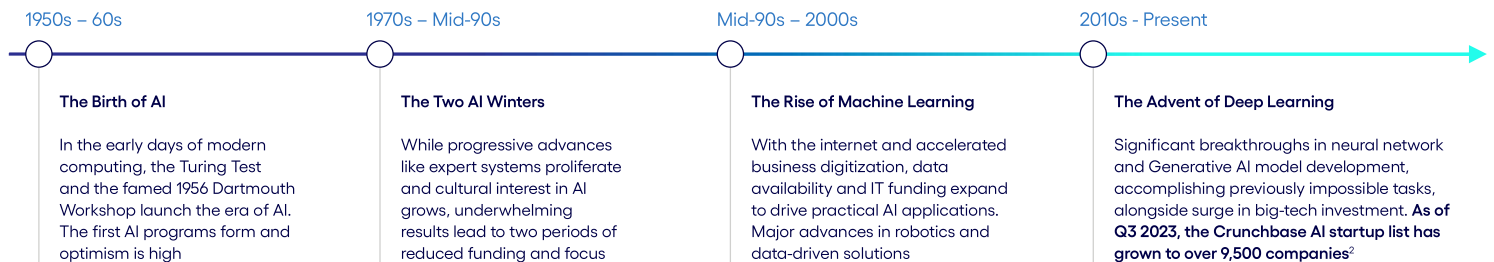 1950s – 60s
The Birth of AI
In the early days of modern
computing, the Turing Test
and the famed 1956 Dartmouth
Workshop launch the era of AI.
The first AI programs form and
optimism is high
1970s – Mid-90s
The Two AI Winters
While progressive advances
like expert systems proliferate
and cultural interest in AI
grows, underwhelming
results lead to two periods of
reduced funding and focus
Mid-90s – 2000s
The Rise of Machine Learning
With the internet and accelerated
business digitization, data
availability and IT funding expand
to drive practical AI applications.
Major advances in robotics and
data-driven solutions
2010s - Present
The Advent of Deep Learning
Significant breakthroughs in neural network
and Generative AI model development,
accomplishing previously impossible tasks,
alongside surge in big-tech investment. As of
Q3 2023, the Crunchbase AI startup list has
grown to over 9,500 companies²